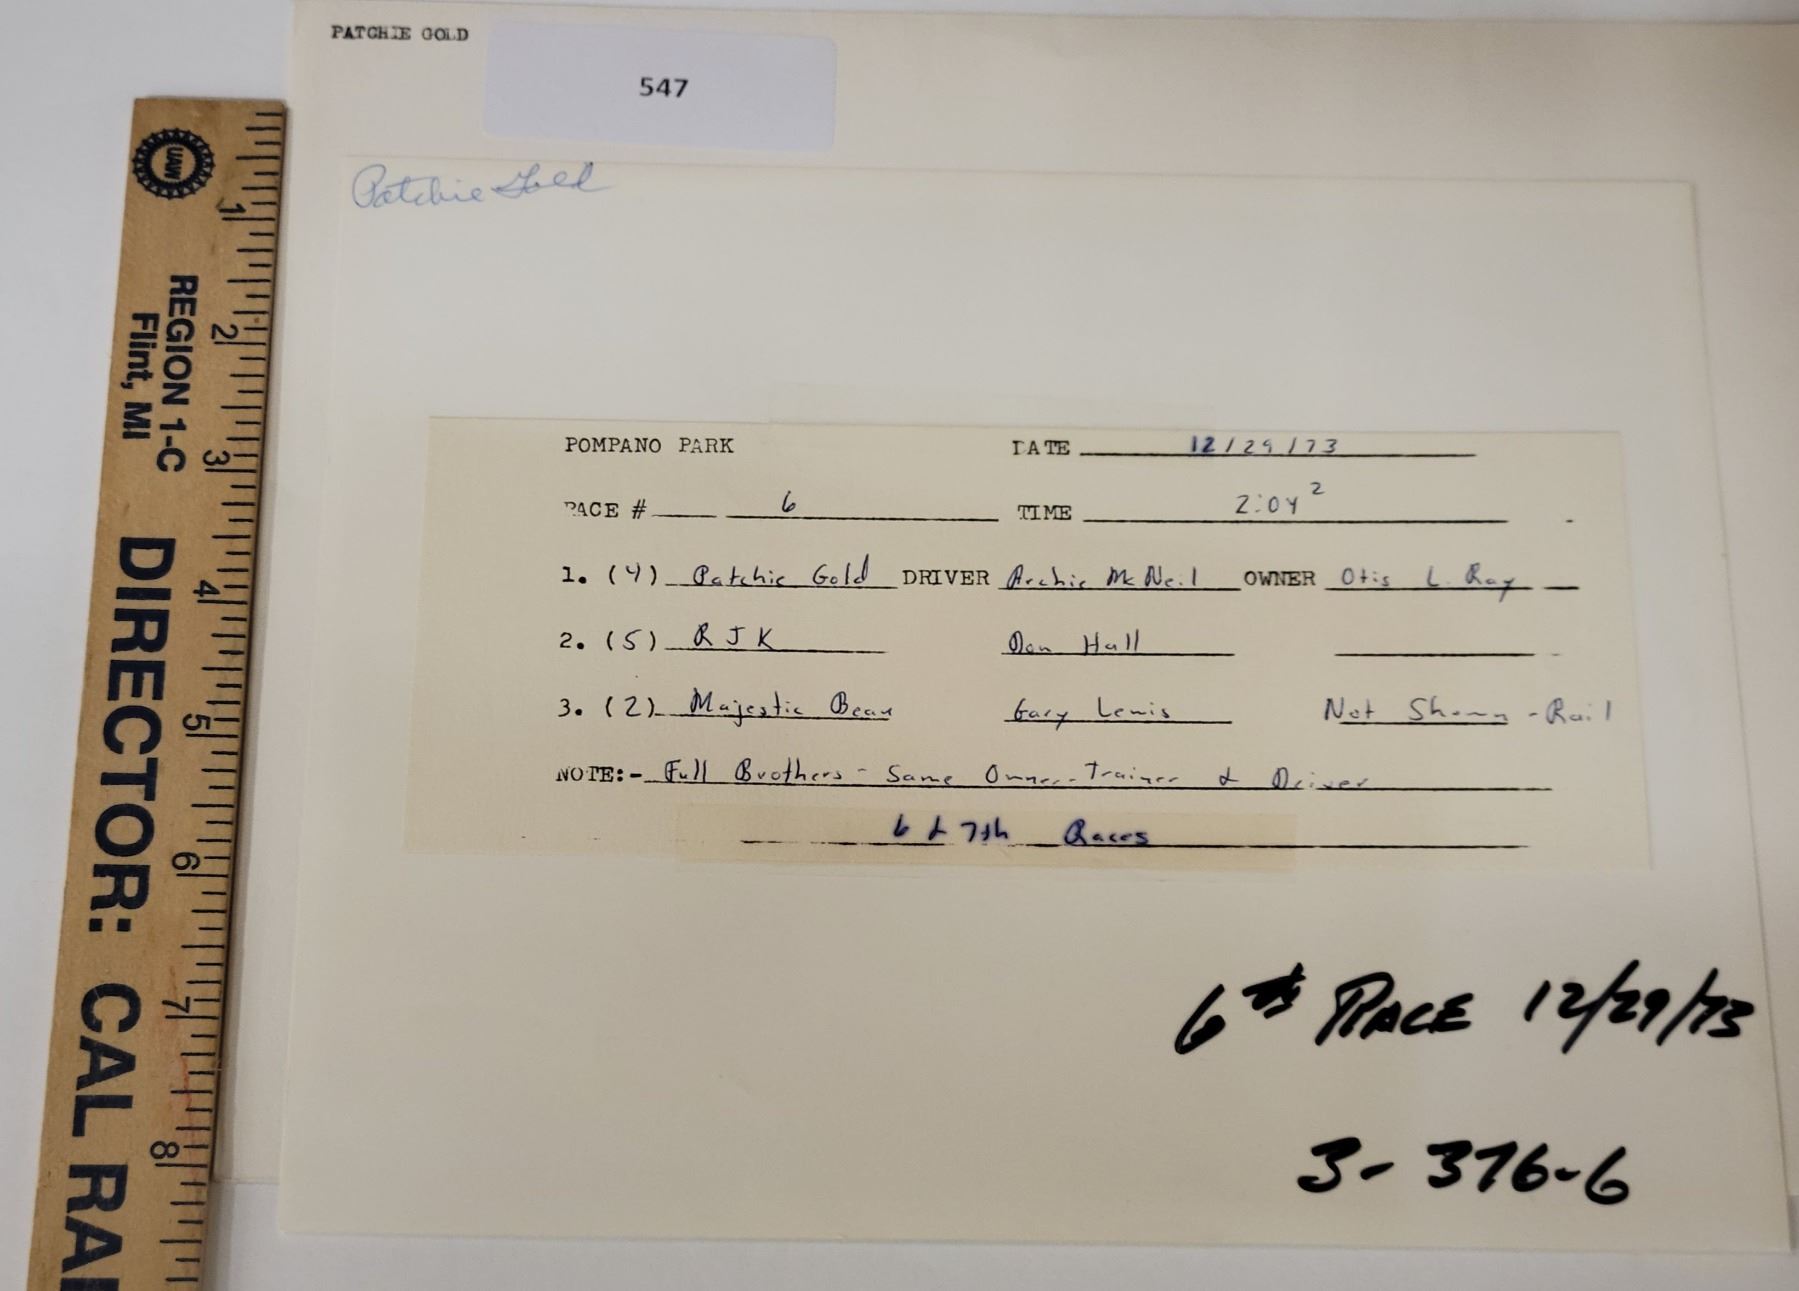 PATCHIE GOLD
547
Patchie Gold
POMPANO PARK DATE 12/29/73
RACE # 6 TIME 2:04 2
1. (4) Patchie Gold DRIVER Archie McNeil OWNER Otis L. Ray
2. (5) RJK Don Hall
3. (2) Majestic Beau Gary Lewis Not Shown - Rail
NOTE:- Full Brothers - Same Owner-Trainer & Driver
6 & 7th Races
6th RACE 12/29/73
3-376-6
UAW
REGION 1-C
Flint, MI
DIRECTOR: CAL RA
1
2
3
4
5
6
7
8